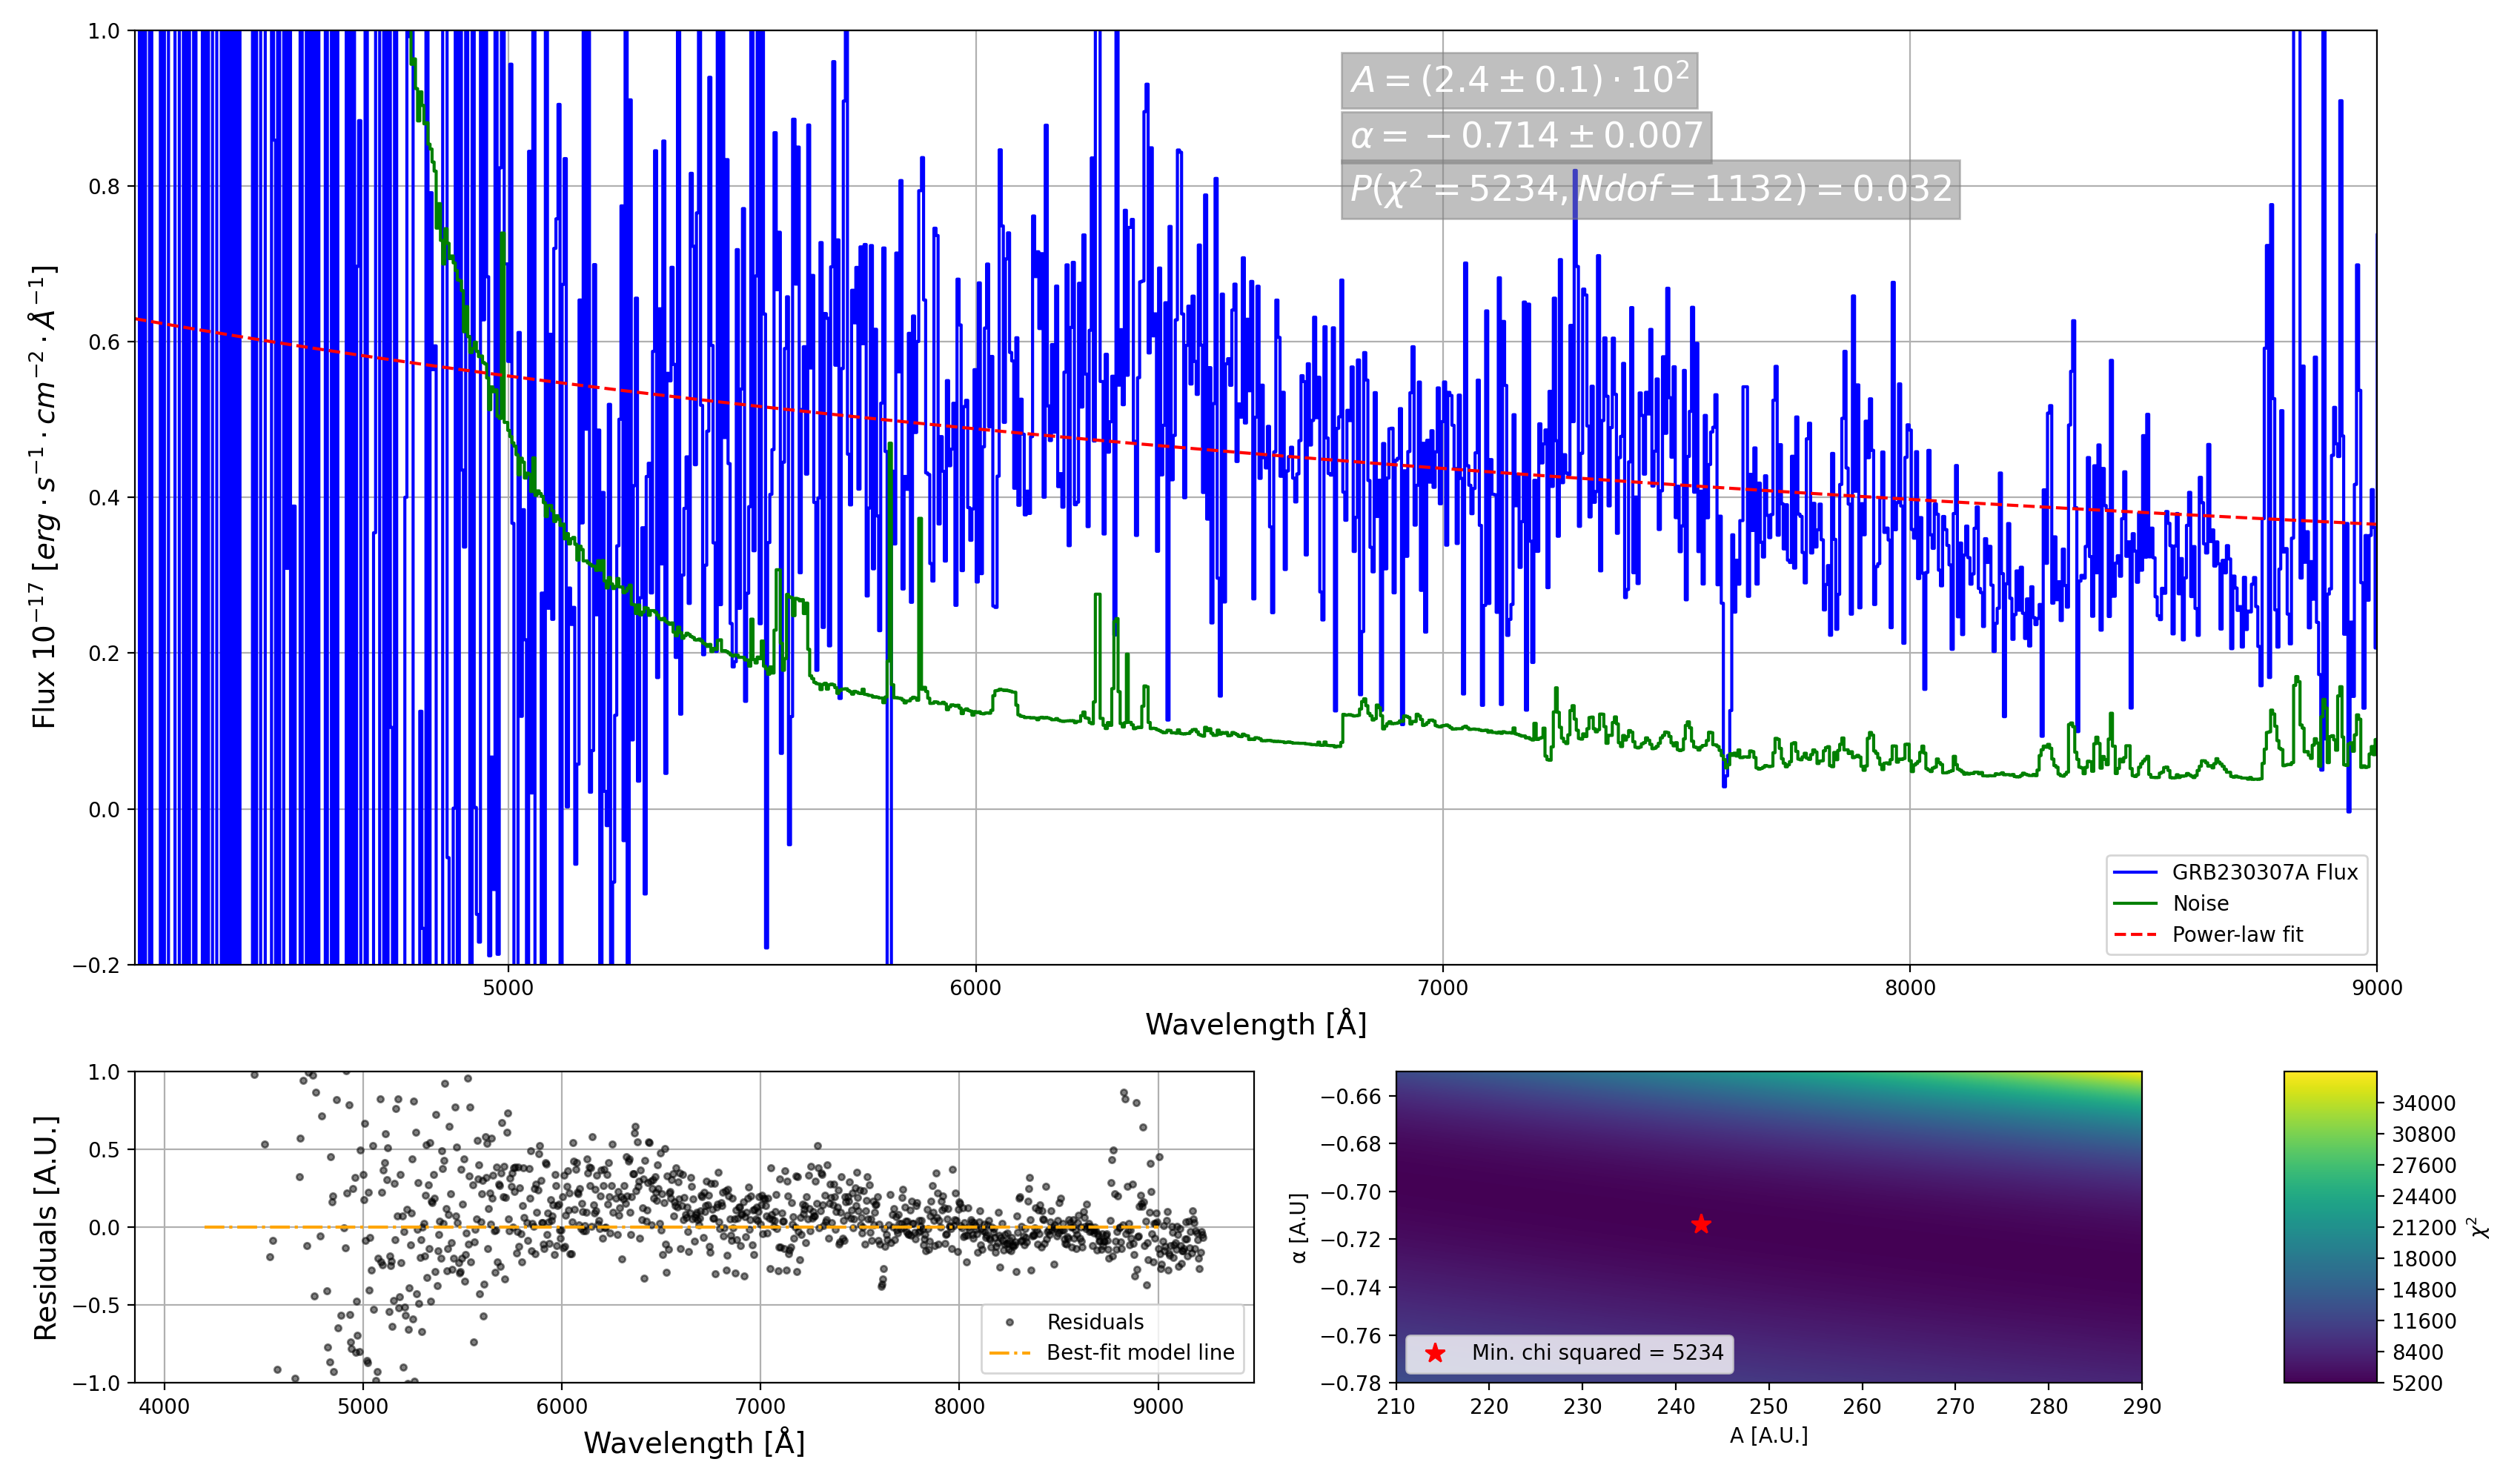 A = (2.4 ± 0.1) · 10²
α = − 0.714 ± 0.007
P(χ² = 5234, Ndof = 1132) = 0.032
1.0
0.8
0.6
0.4
0.2
0.0
−0.2
Flux 10⁻¹⁷ [erg · s⁻¹ · cm⁻² · Å⁻¹]
GRB230307A Flux
Noise
Power-law fit
5000 6000 7000 8000 9000
Wavelength [Å]
1.0
0.5
0.0
−0.5
−1.0
Residuals [A.U.]
Residuals
Best-fit model line
4000 5000 6000 7000 8000 9000
Wavelength [Å]
−0.66
−0.68
−0.70
−0.72
−0.74
−0.76
−0.78
α [A.U]
Min. chi squared = 5234
210 220 230 240 250 260 270 280 290
A [A.U.]
34000
30800
27600
24400
21200
18000
14800
11600
8400
5200
χ²